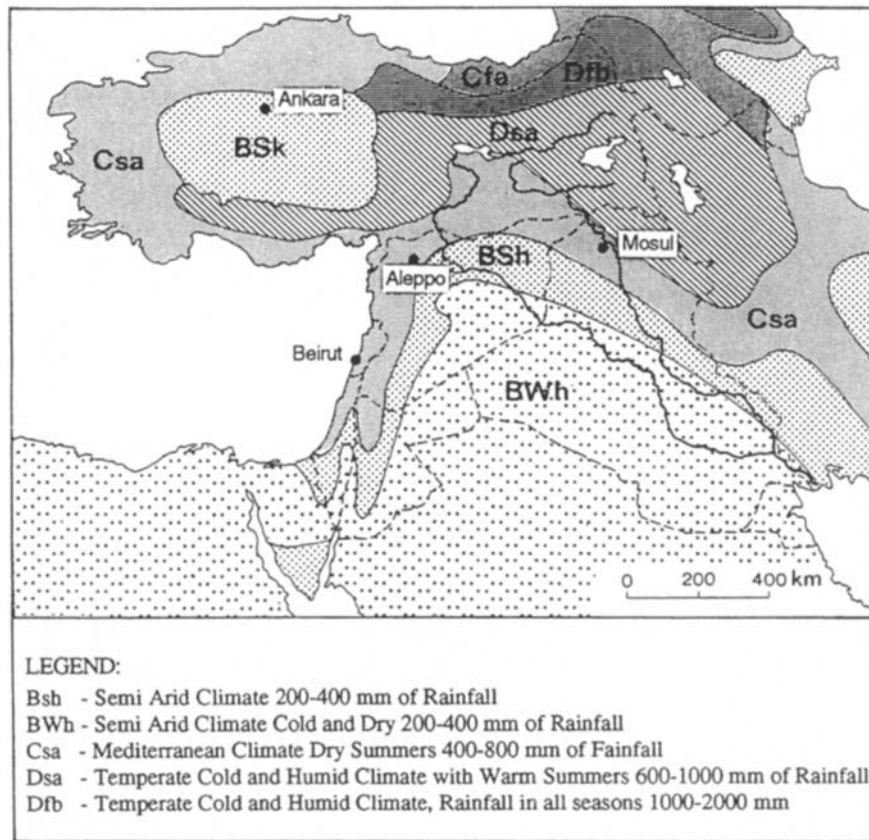 Cfa
Dfb
Ankara
Dsa
BSk
Csa
Mosul
BSh
Aleppo
Csa
Beirut
BWh
0 200 400 km
LEGEND:
Bsh - Semi Arid Climate 200-400 mm of Rainfall
BWh - Semi Arid Climate Cold and Dry 200-400 mm of Rainfall
Csa - Mediterranean Climate Dry Summers 400-800 mm of Fainfall
Dsa - Temperate Cold and Humid Climate with Warm Summers 600-1000 mm of Rainfall
Dfb - Temperate Cold and Humid Climate, Rainfall in all seasons 1000-2000 mm